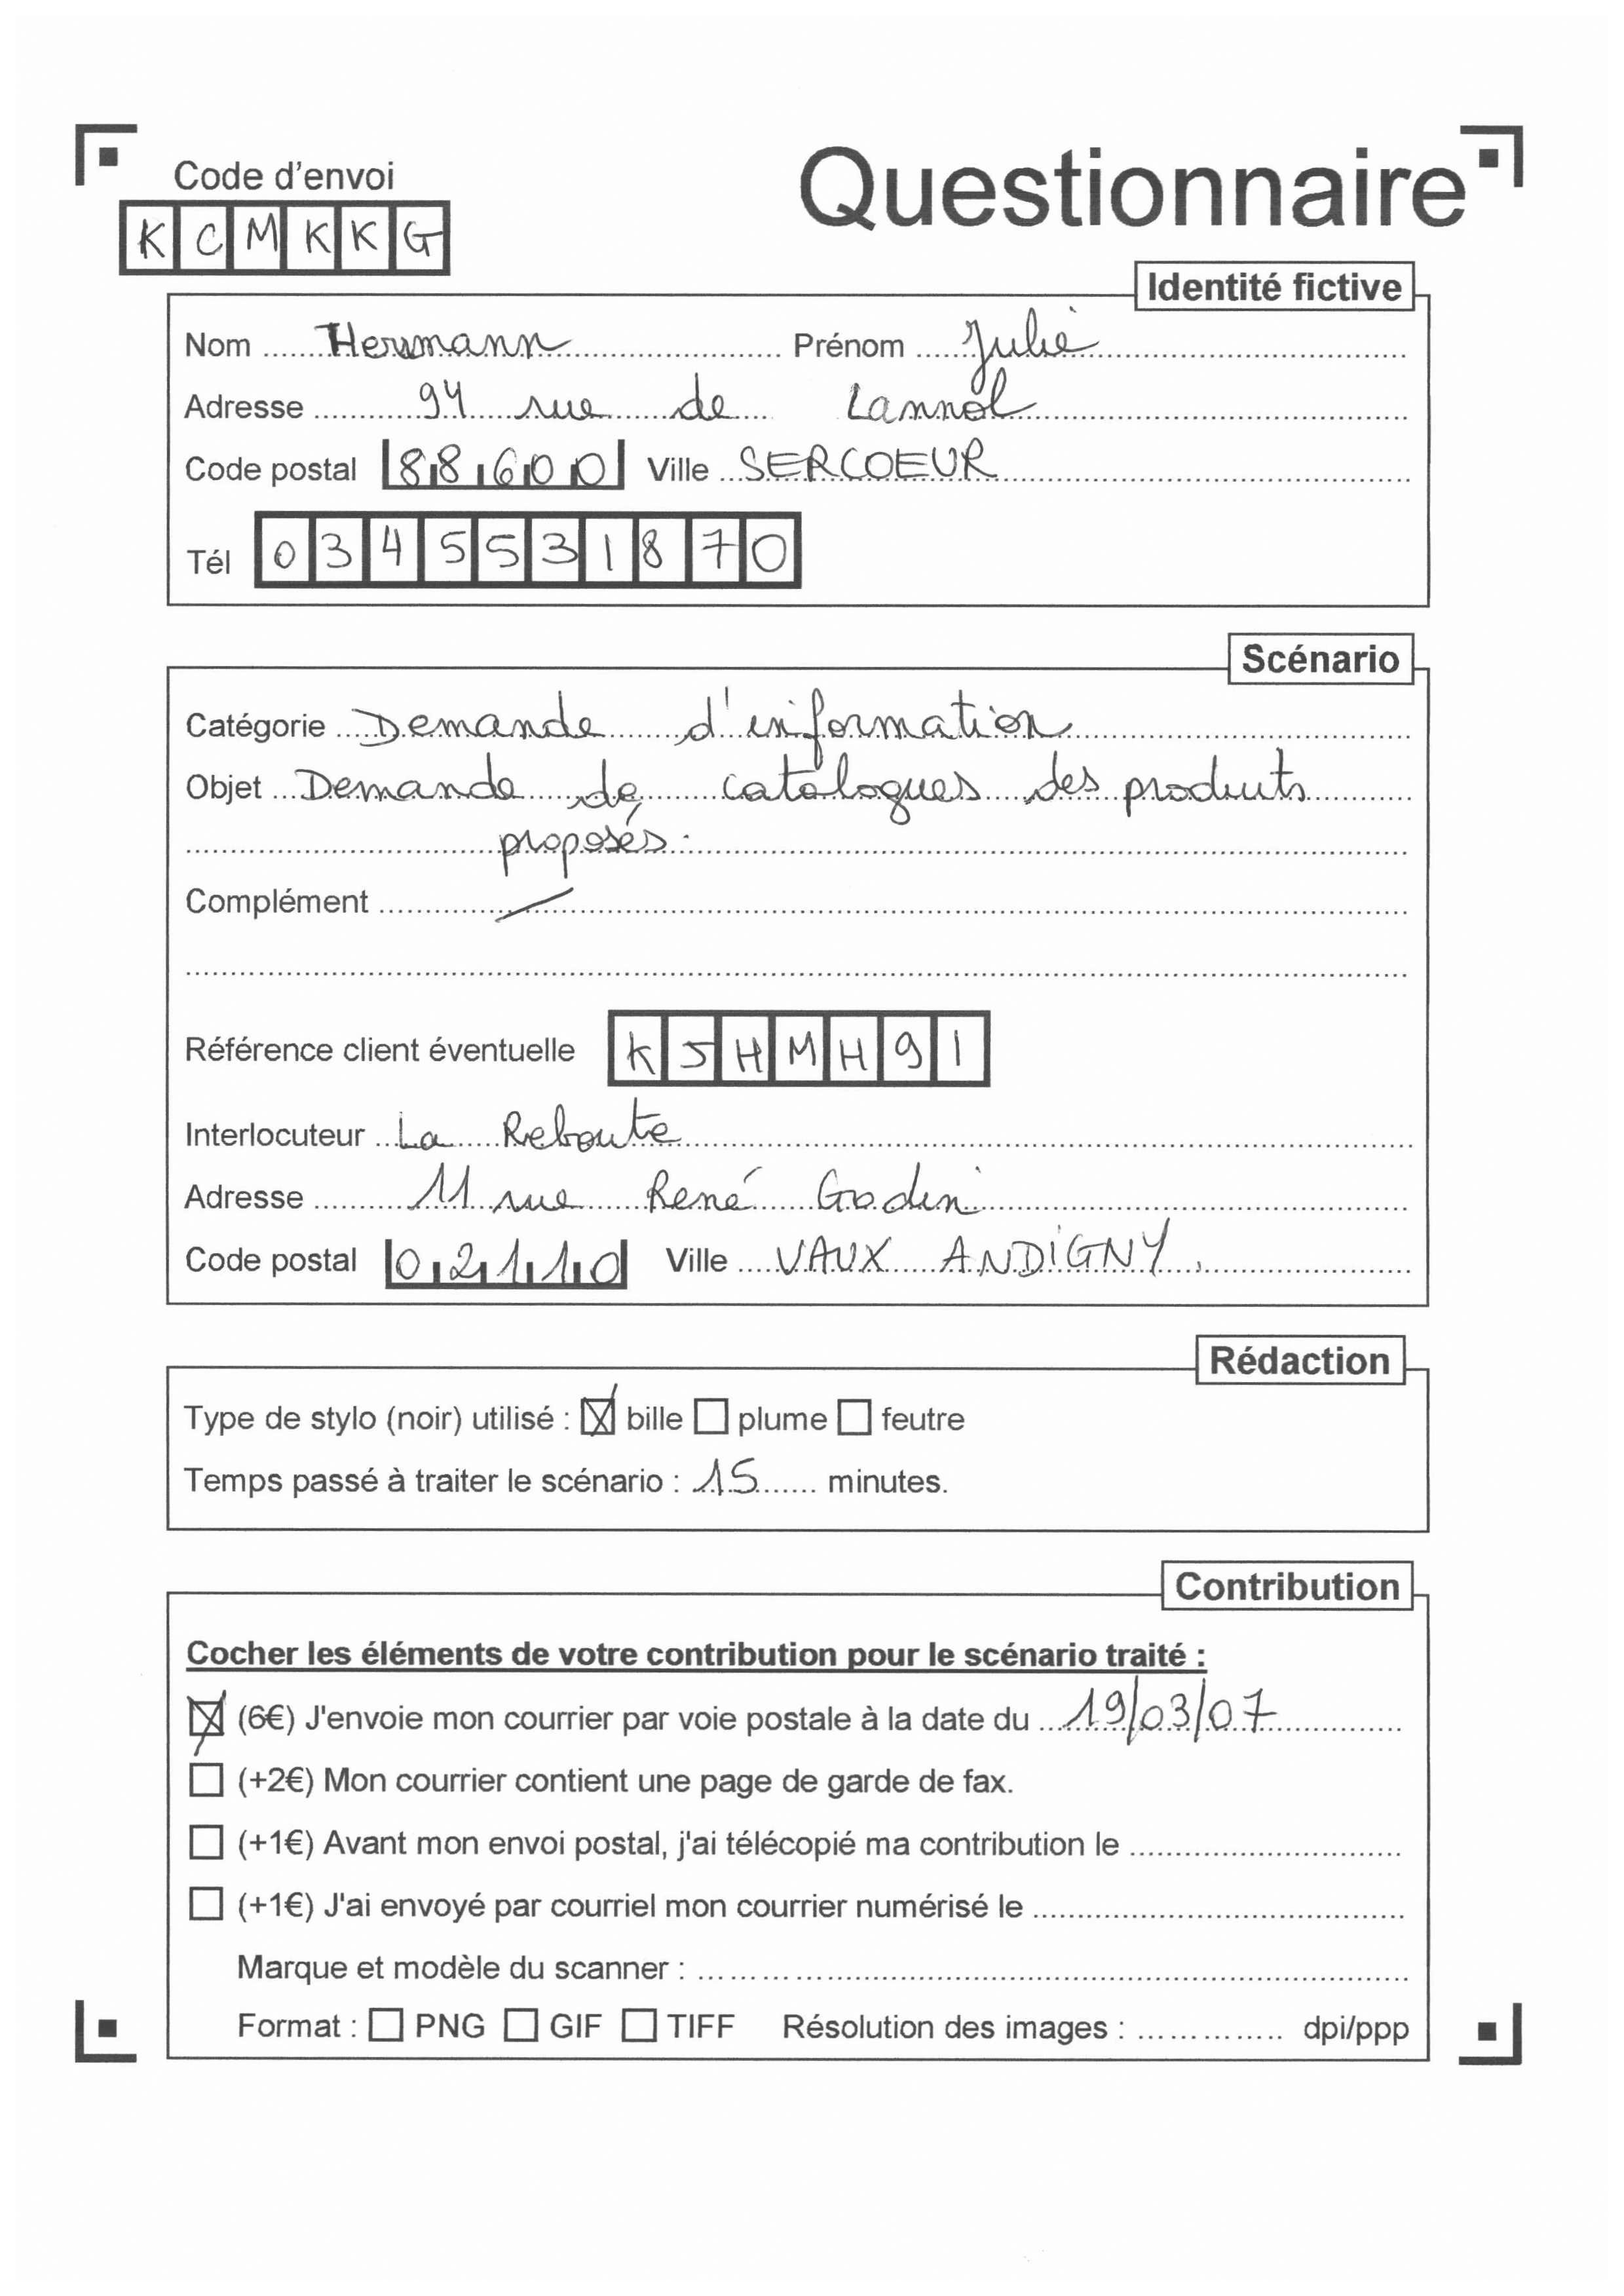 Code d'envoi
Questionnaire
KCMKKG
Identité fictive
Nom Hermann Prénom Julie
Adresse 94 rue de Lannol
Code postal 88600 Ville SERCOEUR
Tél 0345531870
Scénario
Catégorie Demande d'information
Objet Demande de catalogues des produits
proposés.
Complément /
Référence client éventuelle KJHMH91
Interlocuteur La Reboute
Adresse 11 rue René Godin
Code postal 02110 Ville VAUX ANDIGNY
Rédaction
Type de stylo (noir) utilisé : ☒ bille ☐ plume ☐ feutre
Temps passé à traiter le scénario : 15 minutes.
Contribution
Cocher les éléments de votre contribution pour le scénario traité :
☒ (6€) J'envoie mon courrier par voie postale à la date du 19/03/07
☐ (+2€) Mon courrier contient une page de garde de fax.
☐ (+1€) Avant mon envoi postal, j'ai télécopié ma contribution le
☐ (+1€) J'ai envoyé par courriel mon courrier numérisé le
Marque et modèle du scanner :
Format : ☐ PNG ☐ GIF ☐ TIFF Résolution des images : dpi/ppp